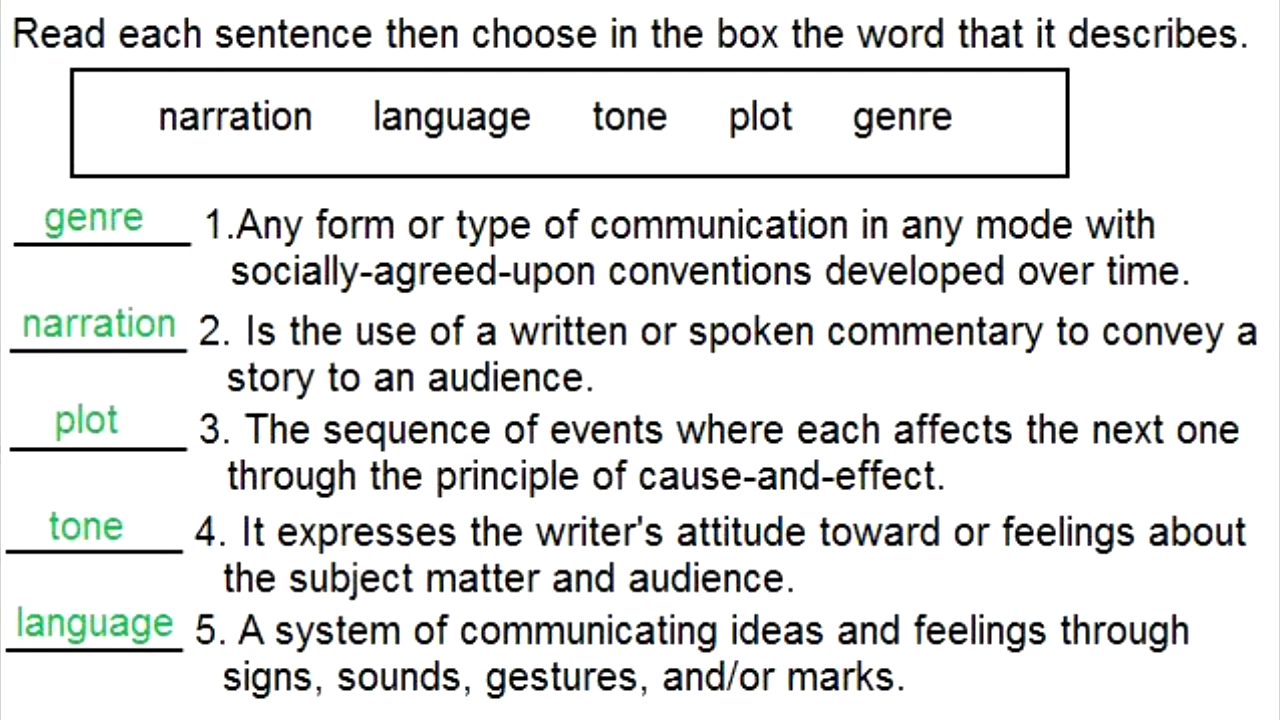 Read each sentence then choose in the box the word that it describes.
narration language tone plot genre
genre 1.Any form or type of communication in any mode with
socially-agreed-upon conventions developed over time.
narration 2. Is the use of a written or spoken commentary to convey a
story to an audience.
plot 3. The sequence of events where each affects the next one
through the principle of cause-and-effect.
tone 4. It expresses the writer's attitude toward or feelings about
the subject matter and audience.
language 5. A system of communicating ideas and feelings through
signs, sounds, gestures, and/or marks.